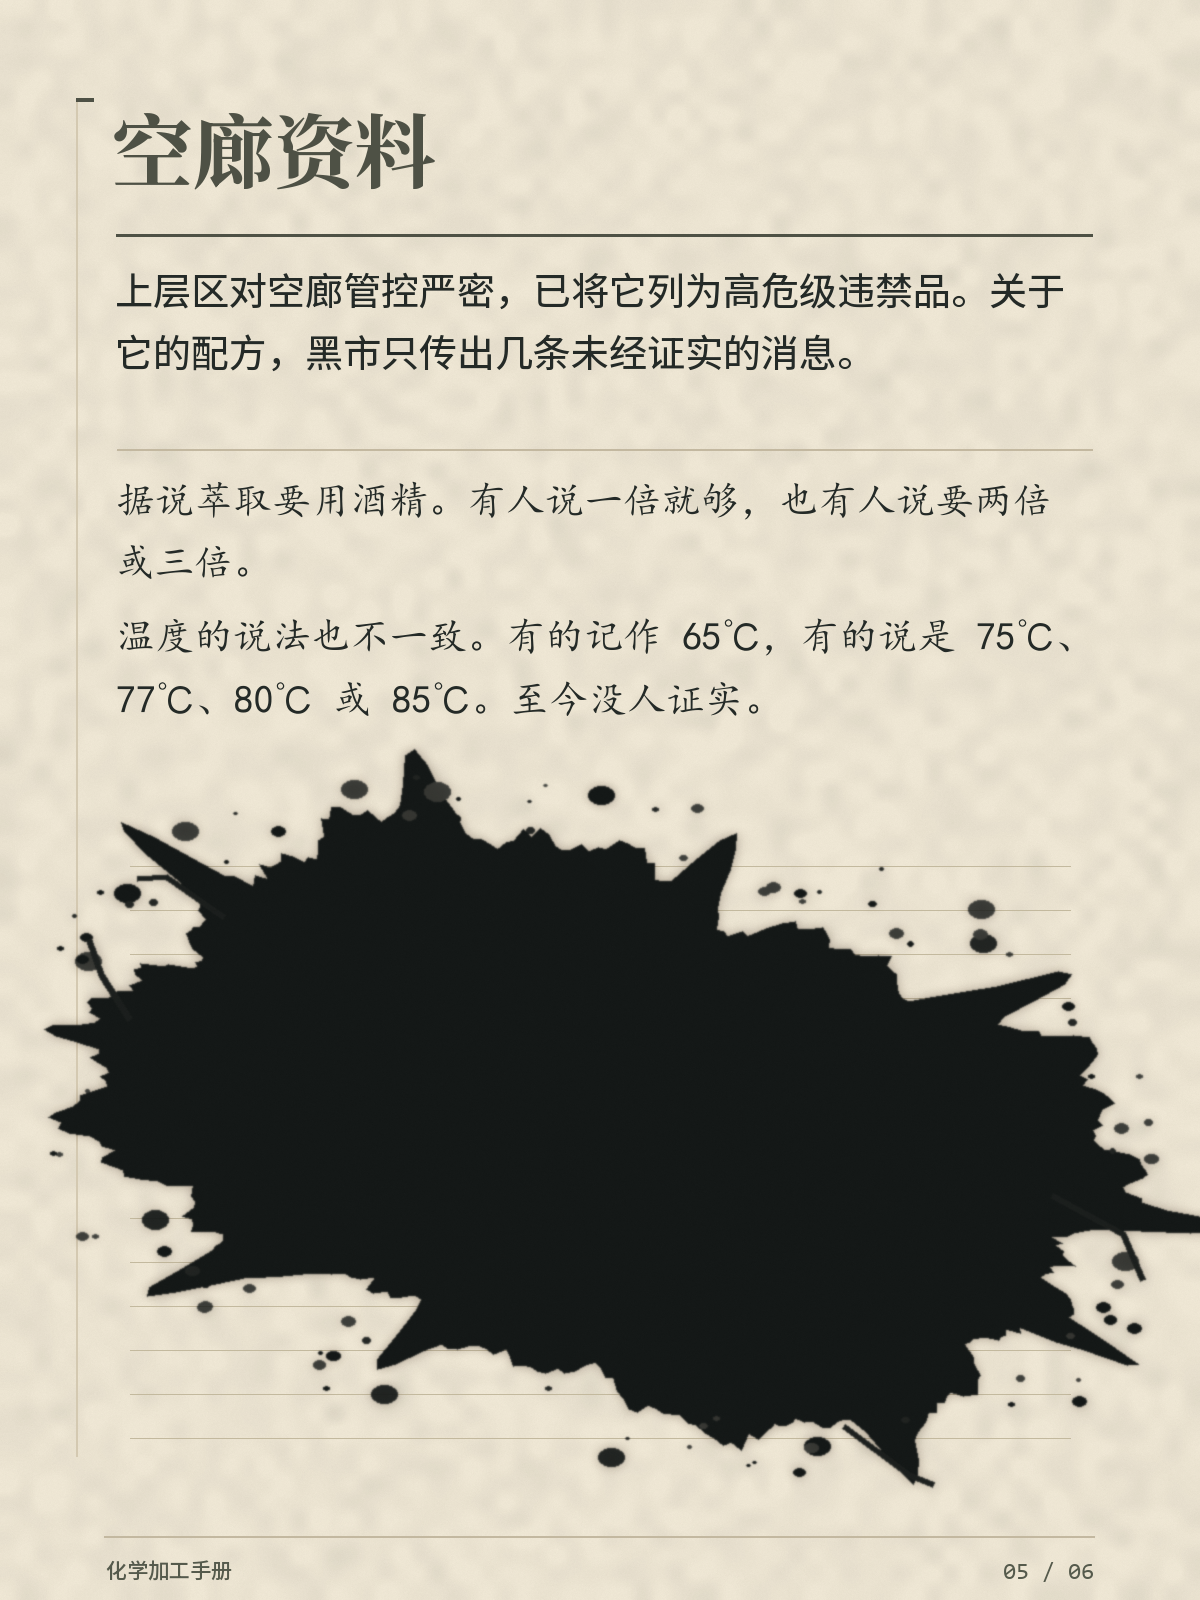 空廊资料
上层区对空廊管控严密，已将它列为高危级违禁品。关于
它的配方，黑市只传出几条未经证实的消息。
据说萃取要用酒精。有人说一倍就够，也有人说要两倍
或三倍。
温度的说法也不一致。有的记作 65℃，有的说是 75℃、
77℃、80℃ 或 85℃。至今没人证实。
化学加工手册
05 / 06